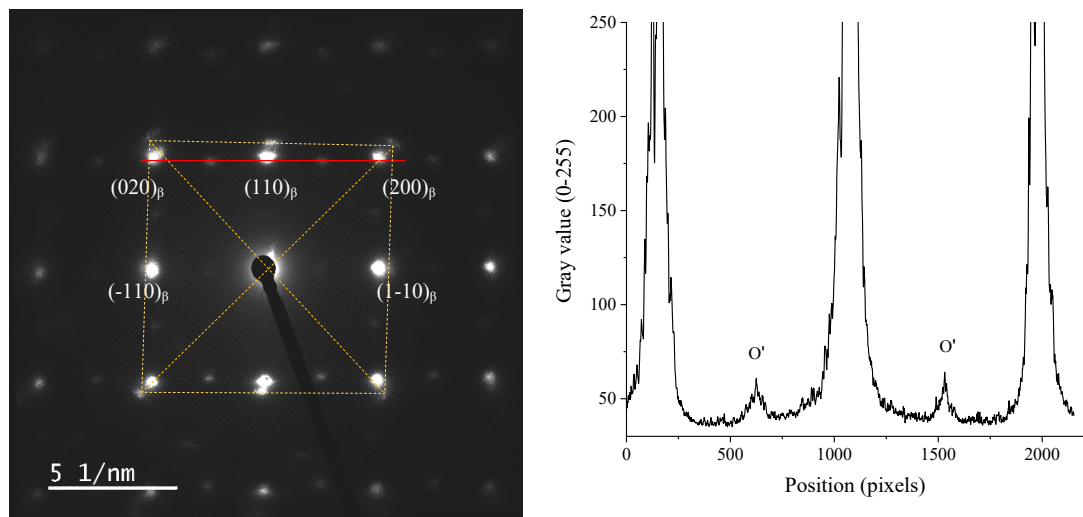 (020)β (110)β (200)β
(-110)β (1-10)β
5 1/nm
250
200
150
100
50
0 500 1000 1500 2000
Gray value (0-255)
O' O'
Position (pixels)